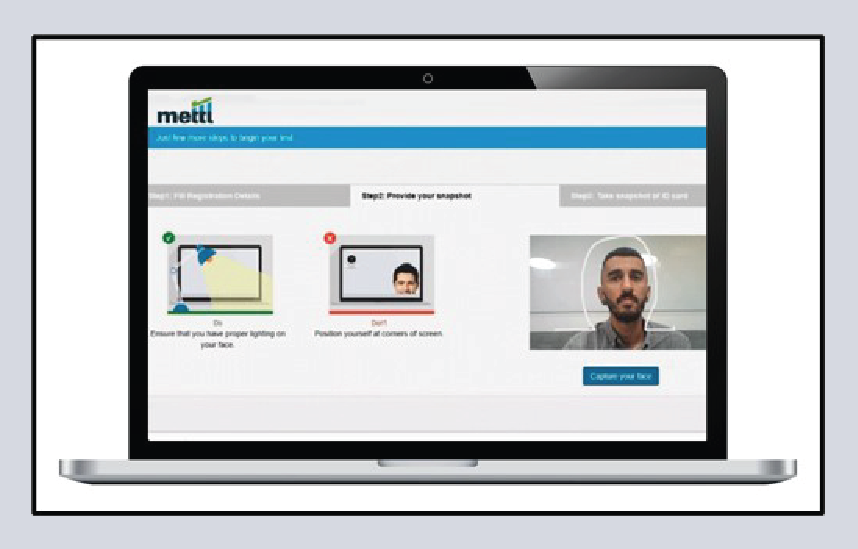 mettl
Just few more steps to begin your test
Step1: Fill Registration Details
Step2: Provide your snapshot
Step3: Take snapshot of ID card
Do
Ensure that you have proper lighting on
your face.
Don't
Position yourself at corners of screen.
Capture your face